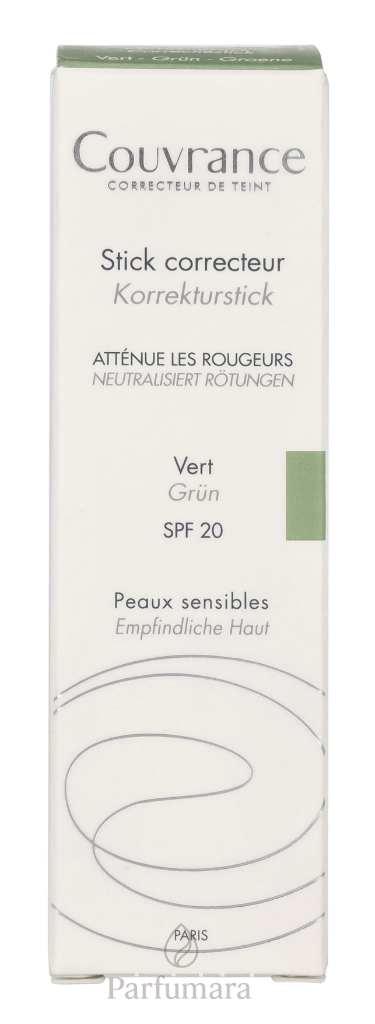 Correctiestick
Vert - Grün - Groene
Couvrance
CORRECTEUR DE TEINT
Stick correcteur
Korrekturstick
ATTÉNUE LES ROUGEURS
NEUTRALISIERT RÖTUNGEN
Vert
Grün
SPF 20
Peaux sensibles
Empfindliche Haut
PARIS
Parfumara